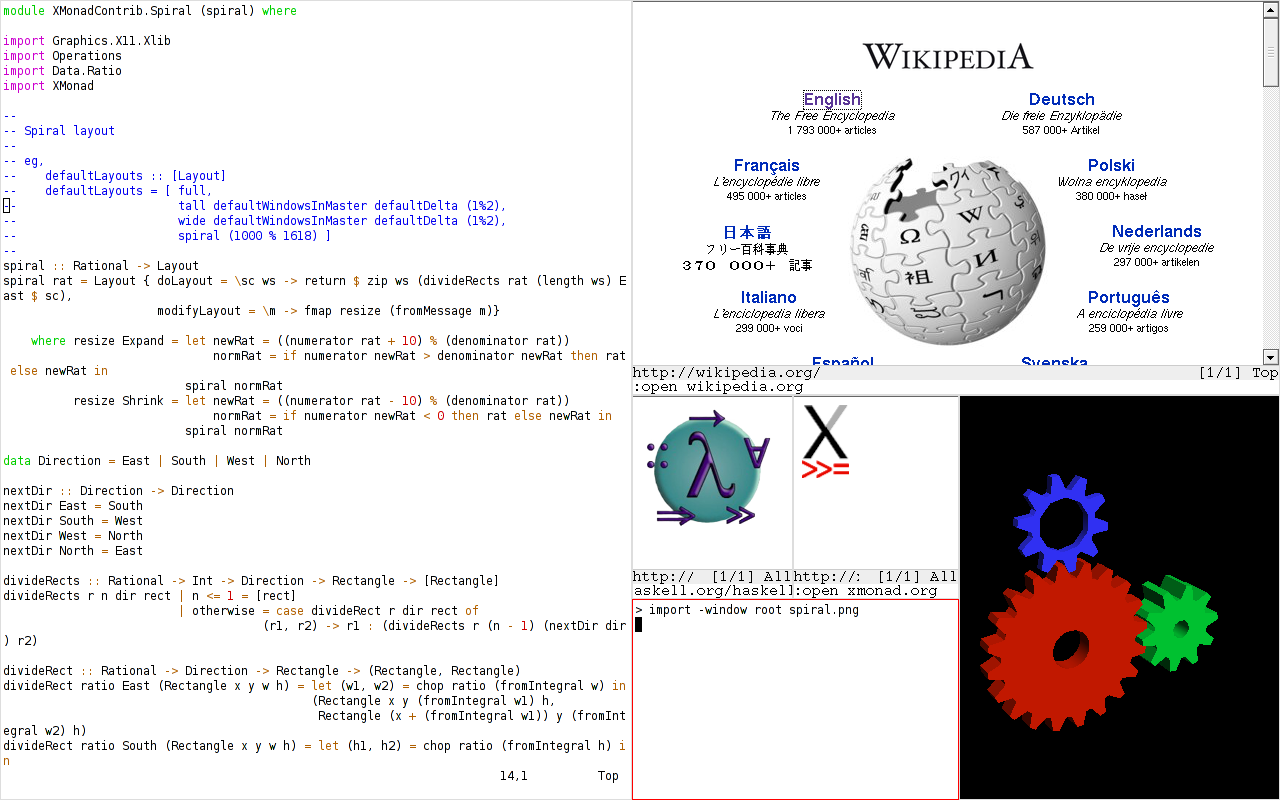 module XMonadContrib.Spiral (spiral) where
import Graphics.X11.Xlib
import Operations
import Data.Ratio
import XMonad
--
-- Spiral layout
--
-- eg,
--    defaultLayouts :: [Layout]
--    defaultLayouts = [ full,
--                       tall defaultWindowsInMaster defaultDelta (1%2),
--                       wide defaultWindowsInMaster defaultDelta (1%2),
--                       spiral (1000 % 1618) ]
--
spiral :: Rational -> Layout
spiral rat = Layout { doLayout = \sc ws -> return $ zip ws (divideRects rat (length ws) E
ast $ sc),
                      modifyLayout = \m -> fmap resize (fromMessage m)}
    where resize Expand = let newRat = ((numerator rat + 10) % (denominator rat))
                              normRat = if numerator newRat > denominator newRat then rat
 else newRat in
                          spiral normRat
          resize Shrink = let newRat = ((numerator rat - 10) % (denominator rat))
                              normRat = if numerator newRat < 0 then rat else newRat in
                          spiral normRat
data Direction = East | South | West | North
nextDir :: Direction -> Direction
nextDir East = South
nextDir South = West
nextDir West = North
nextDir North = East
divideRects :: Rational -> Int -> Direction -> Rectangle -> [Rectangle]
divideRects r n dir rect | n <= 1 = [rect]
                         | otherwise = case divideRect r dir rect of
                                     (r1, r2) -> r1 : (divideRects r (n - 1) (nextDir dir
) r2)
divideRect :: Rational -> Direction -> Rectangle -> (Rectangle, Rectangle)
divideRect ratio East (Rectangle x y w h) = let (w1, w2) = chop ratio (fromIntegral w) in
                                            (Rectangle x y (fromIntegral w1) h,
                                             Rectangle (x + (fromIntegral w1)) y (fromInt
egral w2) h)
divideRect ratio South (Rectangle x y w h) = let (h1, h2) = chop ratio (fromIntegral h) i
n
14,1          Top
WIKIPEDIA
English
The Free Encyclopedia
1 793 000+ articles
Deutsch
Die freie Enzyklopädie
587 000+ Artikel
Français
L'encyclopédie libre
495 000+ articles
Polski
Wolna encyklopedia
380 000+ haseł
日本語
フリー百科事典
370 000+ 記事
Nederlands
De vrije encyclopedie
297 000+ artikelen
Italiano
L'enciclopedia libera
299 000+ voci
Português
A enciclopédia livre
259 000+ artigos
Español
Svenska
Ω
W
И
祖
http://wikipedia.org/ [1/1] Top
:open wikipedia.org
λ
∀
∷
⇒
≫
→
X
>>=
http:// [1/1] All
askell.org/haskell
http://: [1/1] All
:open xmonad.org
> import -window root spiral.png